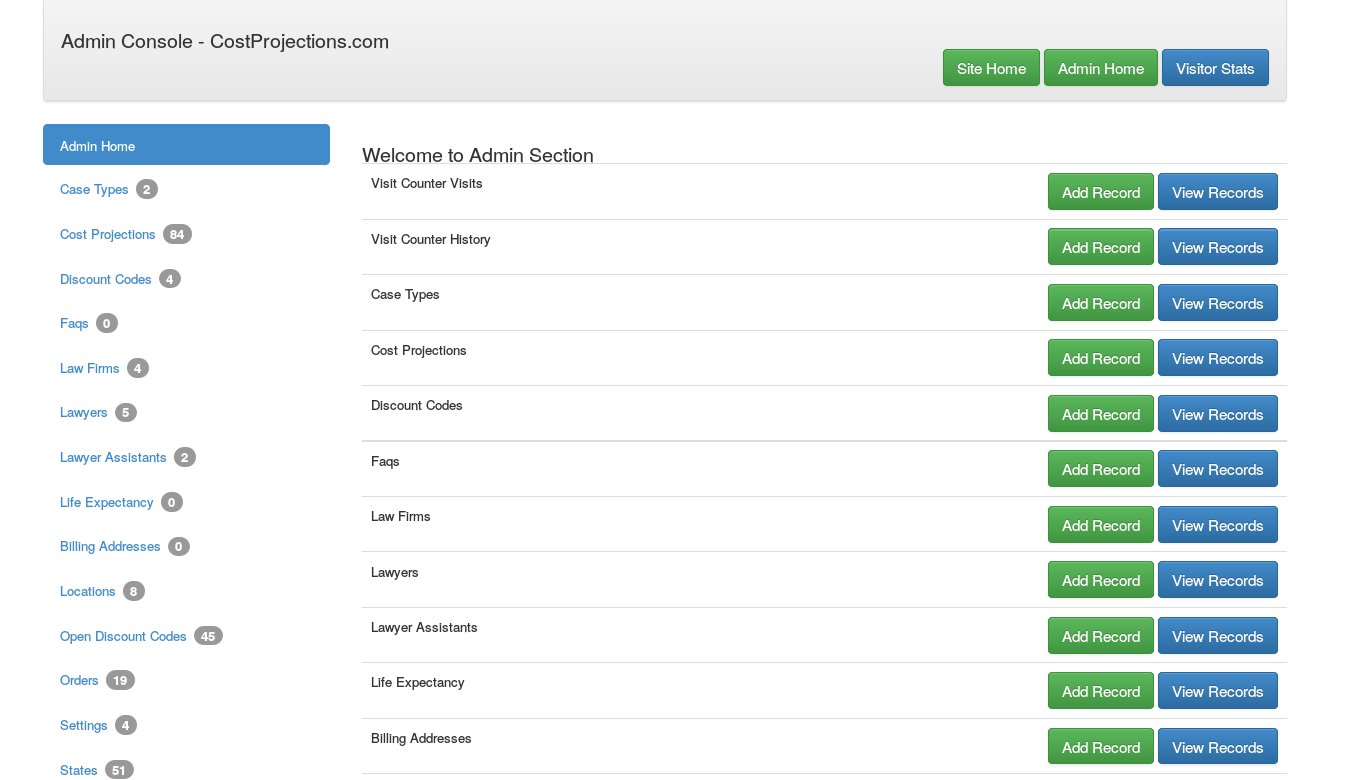 Admin Console - CostProjections.com
Site Home Admin Home Visitor Stats
Admin Home
Case Types 2
Cost Projections 84
Discount Codes 4
Faqs 0
Law Firms 4
Lawyers 5
Lawyer Assistants 2
Life Expectancy 0
Billing Addresses 0
Locations 8
Open Discount Codes 45
Orders 19
Settings 4
States 51
Welcome to Admin Section
Visit Counter Visits Add Record View Records
Visit Counter History Add Record View Records
Case Types Add Record View Records
Cost Projections Add Record View Records
Discount Codes Add Record View Records
Faqs Add Record View Records
Law Firms Add Record View Records
Lawyers Add Record View Records
Lawyer Assistants Add Record View Records
Life Expectancy Add Record View Records
Billing Addresses Add Record View Records